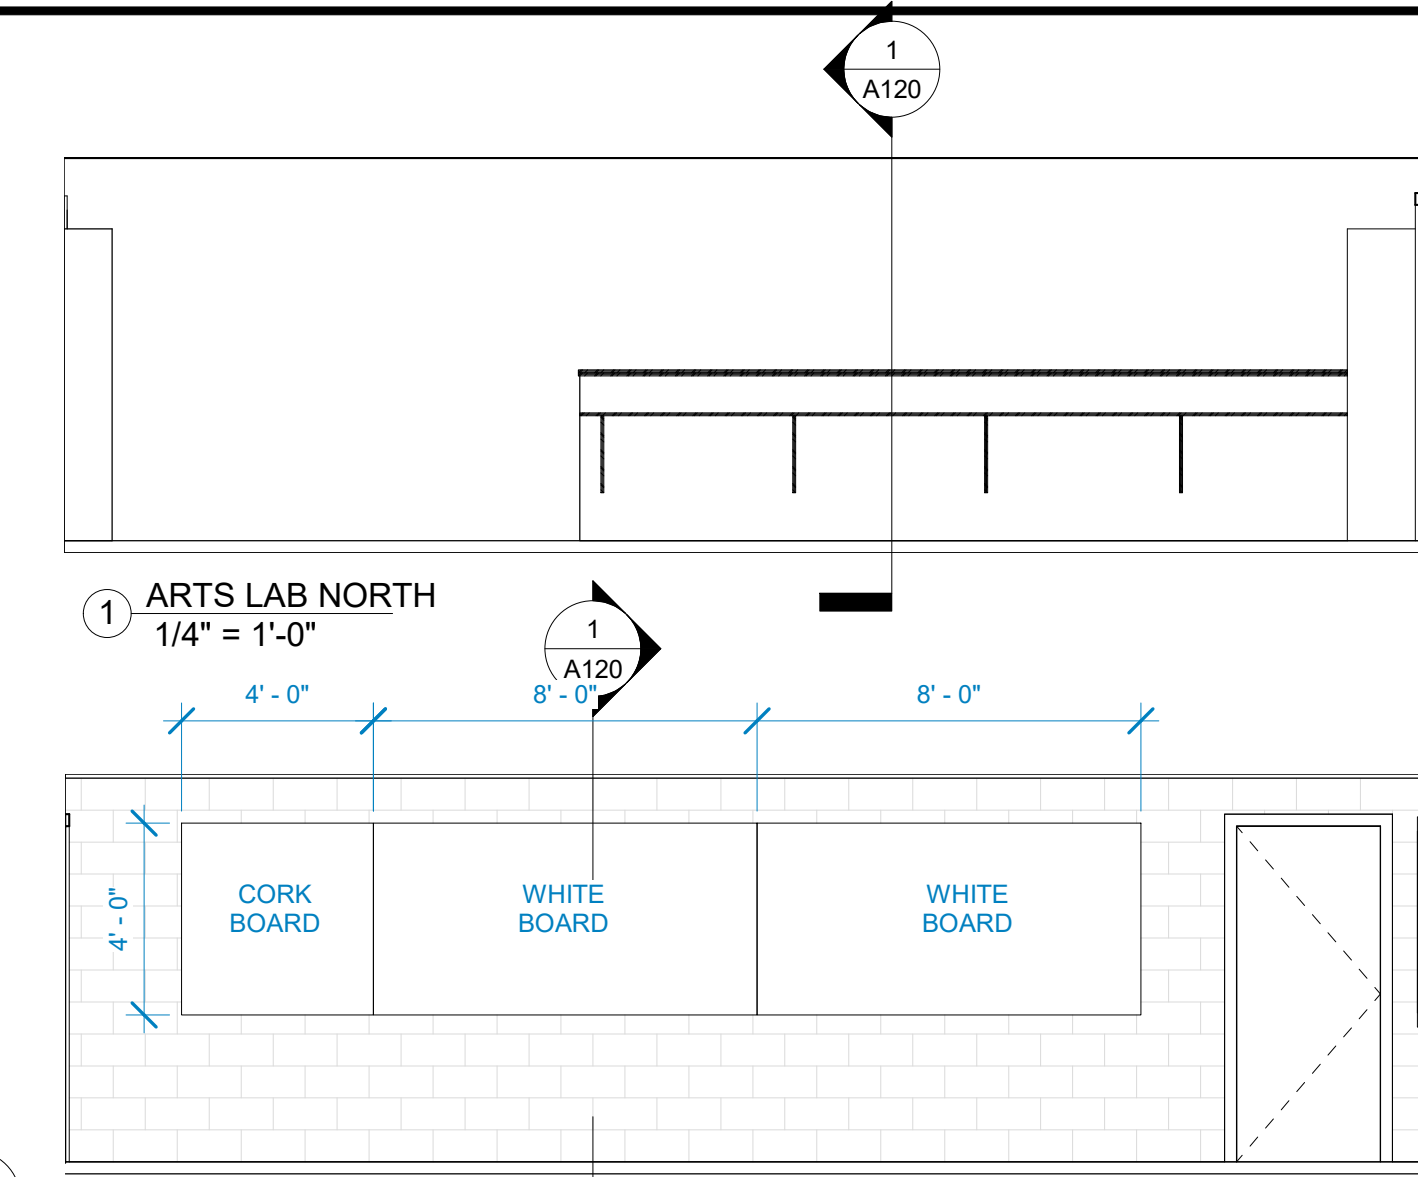 1
A120
1 ARTS LAB NORTH
1/4" = 1'-0"
1
A120
4' - 0"
8' - 0"
8' - 0"
4' - 0"
CORK
BOARD
WHITE
BOARD
WHITE
BOARD